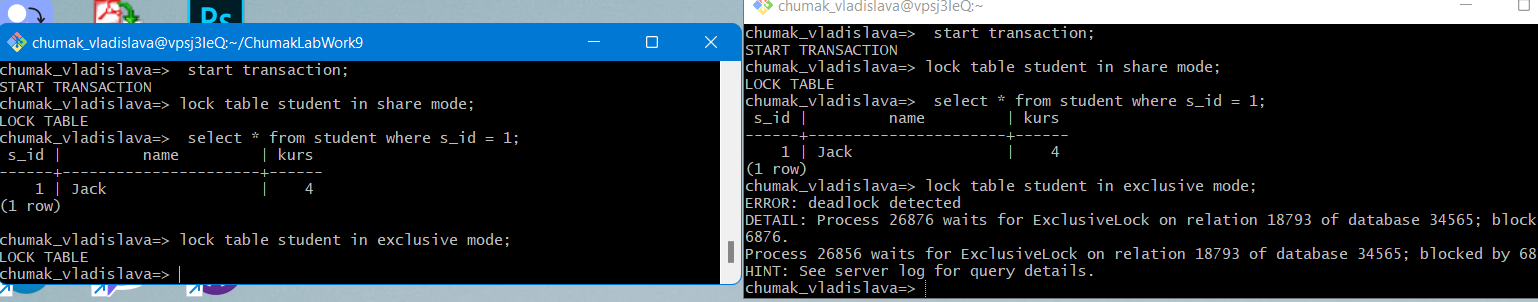 Ps
chumak_vladislava@vpsj3IeQ:~/ChumakLabWork9
chumak_vladislava=>  start transaction;
START TRANSACTION
chumak_vladislava=> lock table student in share mode;
LOCK TABLE
chumak_vladislava=>  select * from student where s_id = 1;
 s_id |         name         | kurs
------+----------------------+------
    1 | Jack                 |    4
(1 row)
chumak_vladislava=> lock table student in exclusive mode;
LOCK TABLE
chumak_vladislava=>
chumak_vladislava@vpsj3IeQ:~
chumak_vladislava=>  start transaction;
START TRANSACTION
chumak_vladislava=> lock table student in share mode;
LOCK TABLE
chumak_vladislava=>  select * from student where s_id = 1;
 s_id |         name         | kurs
------+----------------------+------
    1 | Jack                 |    4
(1 row)
chumak_vladislava=> lock table student in exclusive mode;
ERROR: deadlock detected
DETAIL: Process 26876 waits for ExclusiveLock on relation 18793 of database 34565; block
6876.
Process 26856 waits for ExclusiveLock on relation 18793 of database 34565; blocked by 68
HINT: See server log for query details.
chumak_vladislava=>